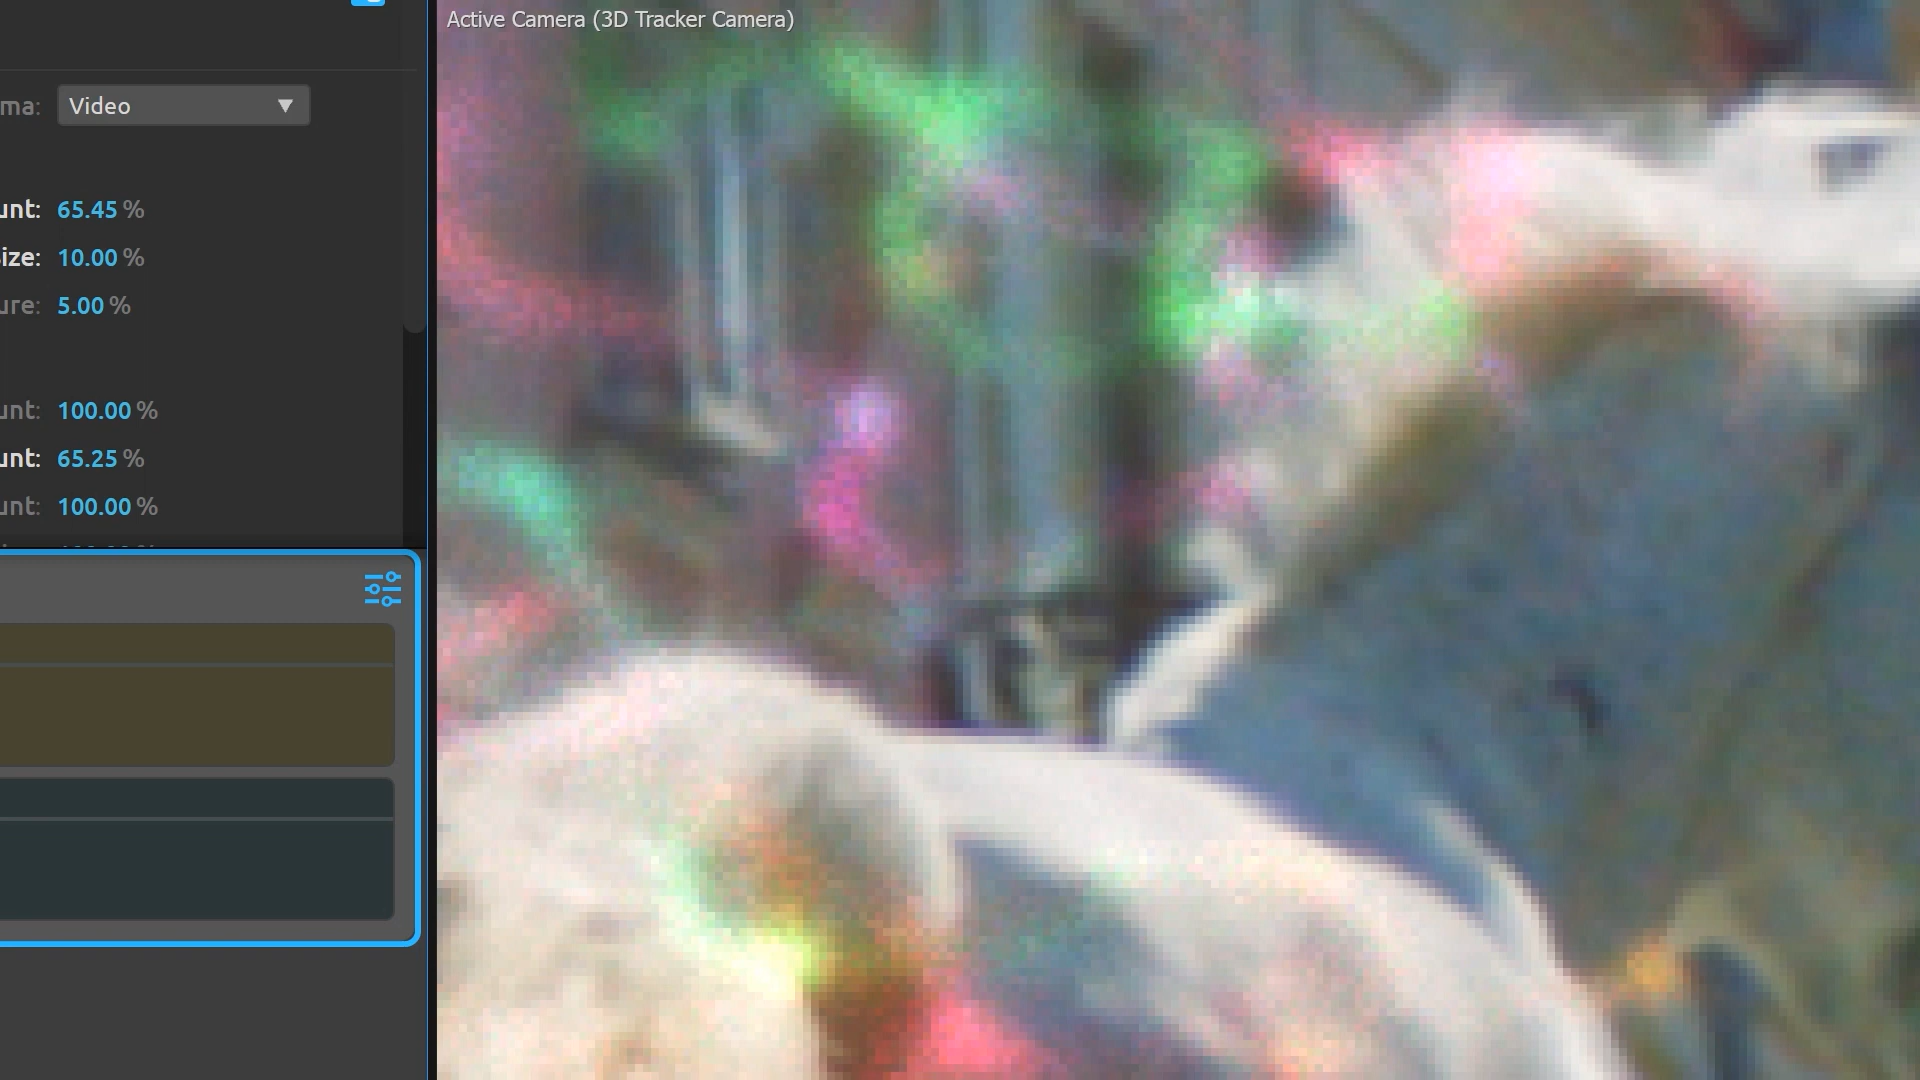 Active Camera (3D Tracker Camera)
ma: Video
unt: 65.45 %
ize: 10.00 %
ure: 5.00 %
unt: 100.00 %
unt: 65.25 %
unt: 100.00 %